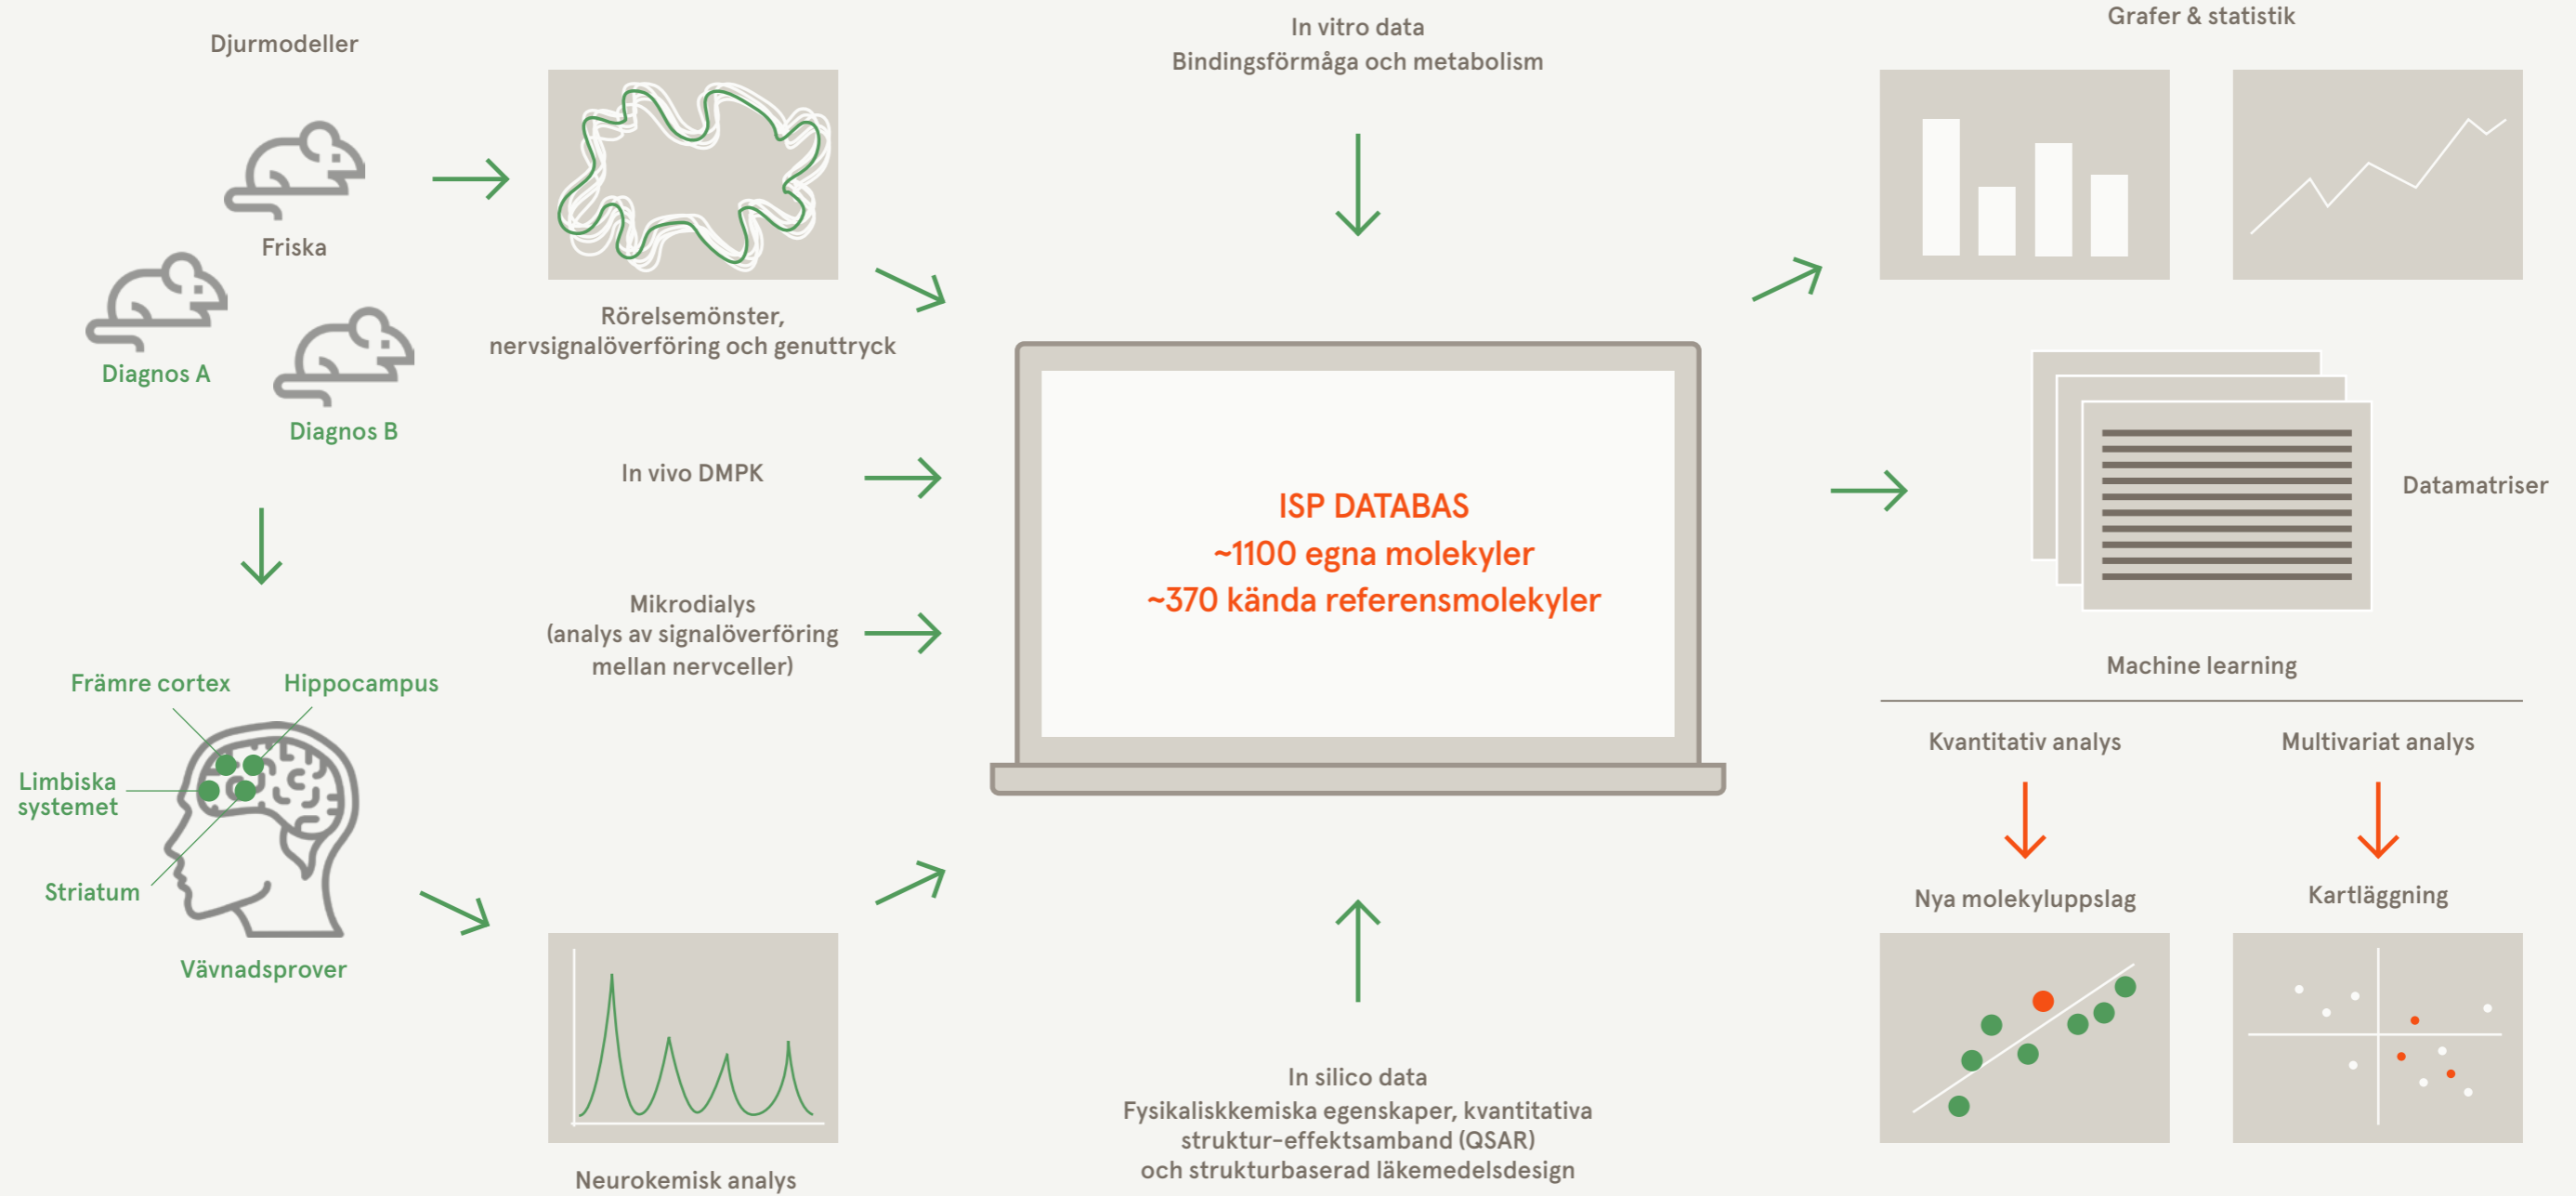 Djurmodeller
Friska
Diagnos A
Diagnos B
Rörelsemönster,
nervsignalöverföring och genuttryck
In vivo DMPK
Mikrodialys
(analys av signalöverföring
mellan nervceller)
Främre cortex
Hippocampus
Limbiska
systemet
Striatum
Vävnadsprover
Neurokemisk analys
In vitro data
Bindingsförmåga och metabolism
ISP DATABAS
~1100 egna molekyler
~370 kända referensmolekyler
In silico data
Fysikaliskkemiska egenskaper, kvantitativa
struktur-effektsamband (QSAR)
och strukturbaserad läkemedelsdesign
Grafer & statistik
Datamatriser
Machine learning
Kvantitativ analys
Multivariat analys
Nya molekyluppslag
Kartläggning